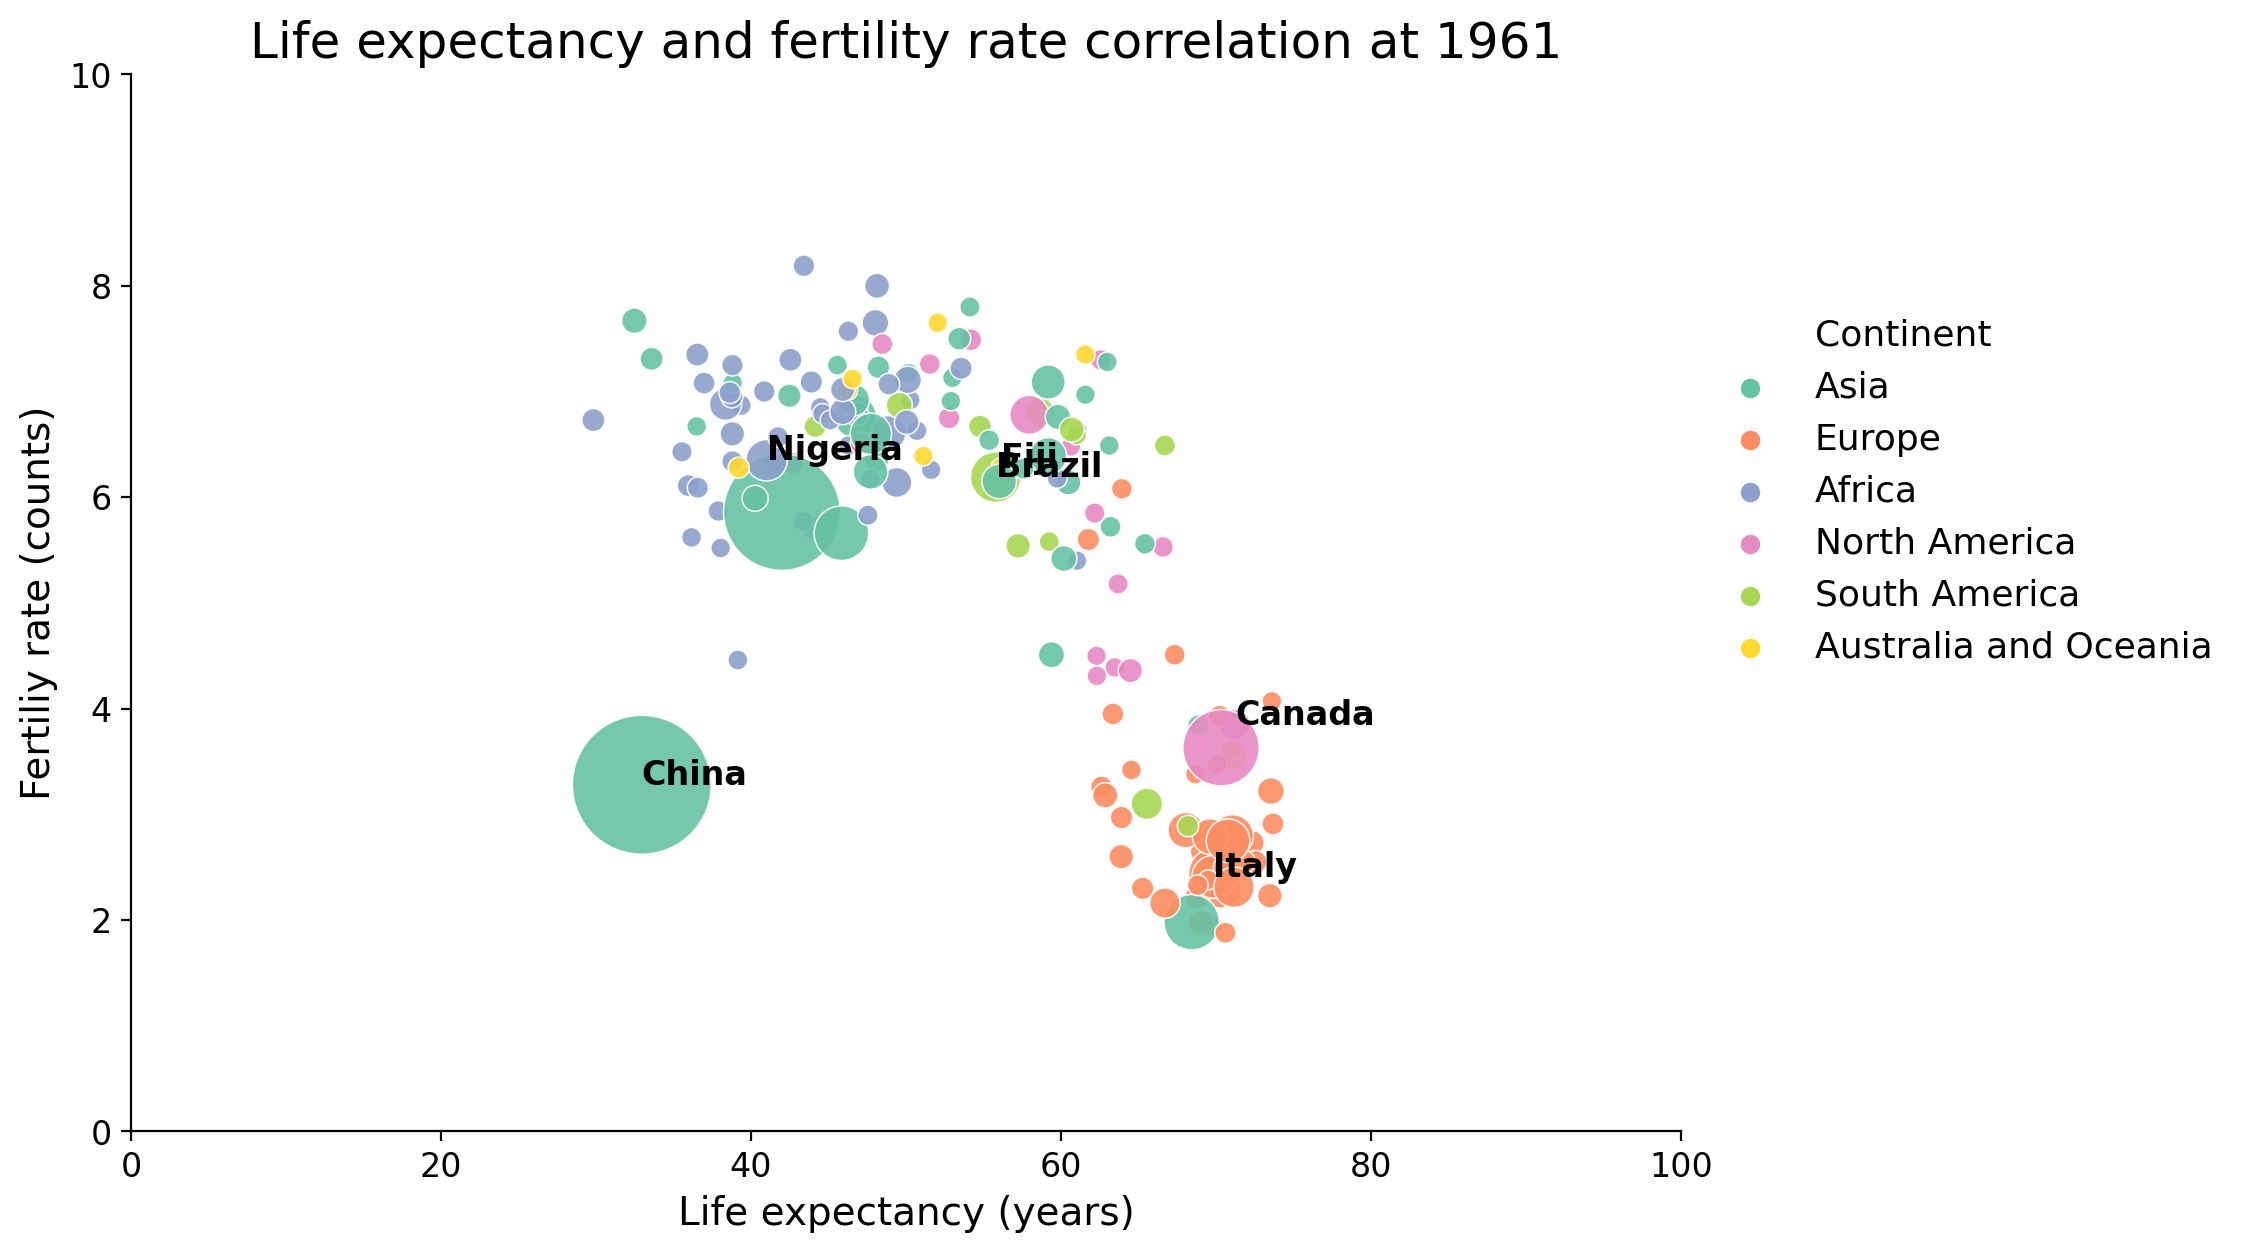 Life expectancy and fertility rate correlation at 1961
Fertiliy rate (counts)
10
8
6
4
2
0
0 20 40 60 80 100
Life expectancy (years)
Nigeria
Fiji
Brazil
Canada
China
Italy
Continent
Asia
Europe
Africa
North America
South America
Australia and Oceania